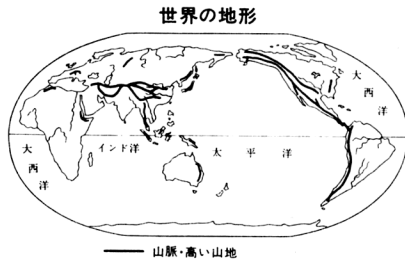 世界の地形
大西洋
大西洋
インド洋
太平洋
山脈・高い山地